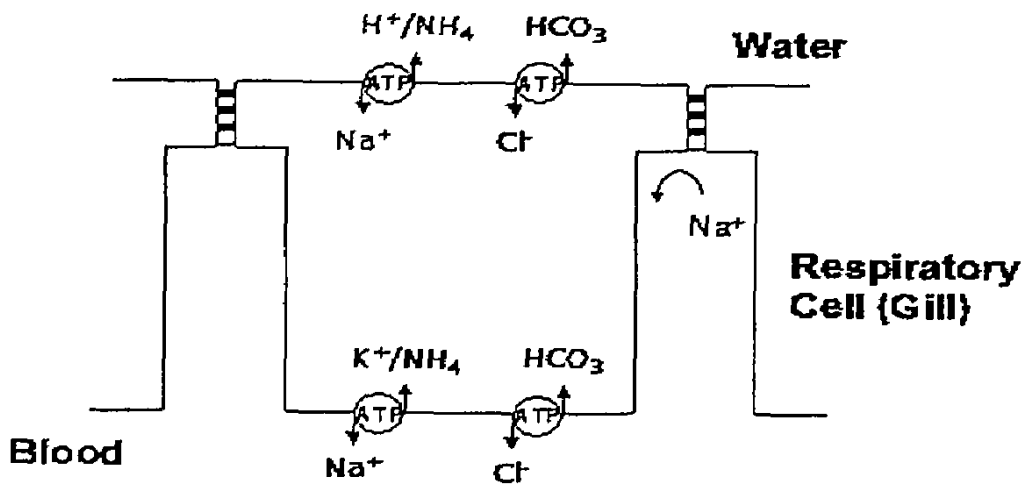 H⁺/NH₄ HCO₃ Water
ATP ATP
Na⁺ Cl⁻
Na⁺
Respiratory
Cell (Gill)
K⁺/NH₄ HCO₃
ATP ATP
Blood
Na⁺ Cl⁻